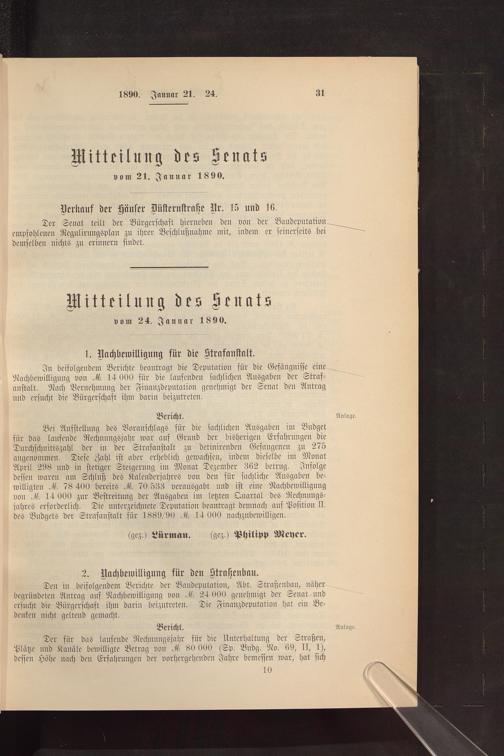 1890. Januar 21. 24. 31
Mitteilung des Senats
vom 21. Januar 1890.
Verkauf der Häuser Düsternstraße Nr. 15 und 16.
Der Senat teilt der Bürgerschaft hierneben den von der Baudeputation
empfohlenen Regulirungsplan zu ihrer Beschlußnahme mit, indem er seinerseits bei
demselben nichts zu erinnern findet.
Mitteilung des Senats
vom 24. Januar 1890.
1. Nachbewilligung für die Strafanstalt.
In beifolgendem Berichte beantragt die Deputation für die Gefängnisse eine
Nachbewilligung von ℳ 14 000 für die laufenden sachlichen Ausgaben der Straf-
anstalt. Nach Vernehmung der Finanzdeputation genehmigt der Senat den Antrag
und ersucht die Bürgerschaft ihm darin beizutreten.
Bericht.
Anlage.
Bei Aufstellung des Voranschlags für die sachlichen Ausgaben im Budget
für das laufende Rechnungsjahr war auf Grund der bisherigen Erfahrungen die
Durchschnittszahl der in der Strafanstalt zu detinirenden Gefangenen zu 275
angenommen. Diese Zahl ist aber erheblich gewachsen, indem dieselbe im Monat
April 298 und in stetiger Steigerung im Monat Dezember 362 betrug. Infolge
dessen waren am Schluß des Kalenderjahres von den für sachliche Ausgaben be-
willigten ℳ 78 400 bereits ℳ 70 533 verausgabt und ist eine Nachbewilligung
von ℳ 14 000 zur Bestreitung der Ausgaben im letzten Quartal des Rechnungs-
jahres erforderlich. Die unterzeichnete Deputation beantragt demnach auf Position II.
des Budgets der Strafanstalt für 1889/90 ℳ 14 000 nachzubewilligen.
(gez.) Lürman. (gez.) Philipp Meyer.
2. Nachbewilligung für den Straßenbau.
Den in beifolgendem Berichte der Baudeputation, Abt. Straßenbau, näher
begründeten Antrag auf Nachbewilligung von ℳ 24 000 genehmigt der Senat und
ersucht die Bürgerschaft ihm darin beizutreten. Die Finanzdeputation hat ein Be-
denken nicht geltend gemacht.
Bericht.
Anlage.
Der für das laufende Rechnungsjahr für die Unterhaltung der Straßen,
Plätze und Kanäle bewilligte Betrag von ℳ 80 000 (Sp. Budg. No. 69, II, 1),
dessen Höhe nach den Erfahrungen der vorhergehenden Jahre bemessen war, hat sich
10